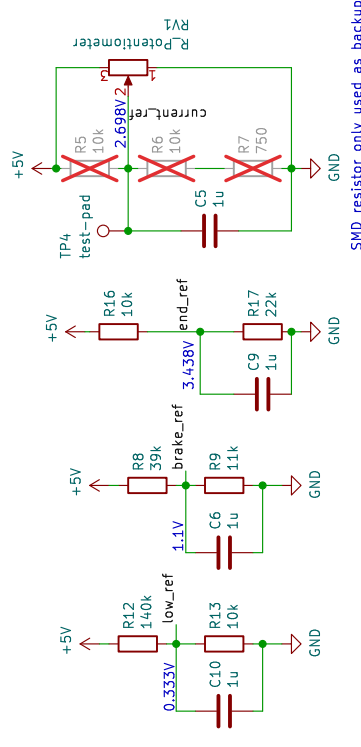 RV1
R_Potentiometer
3
1
2
2.698V
current_ref
+5V
R5
10k
R6
10k
R7
750
GND
TP4
test-pad
C5
1u
SMD resistor only used as backup
+5V
R16
10k
end_ref
3.438V
R17
22k
C9
1u
GND
+5V
R8
39k
brake_ref
1.1V
R9
11k
C6
1u
GND
+5V
R12
140k
low_ref
0.333V
R13
10k
C10
1u
GND